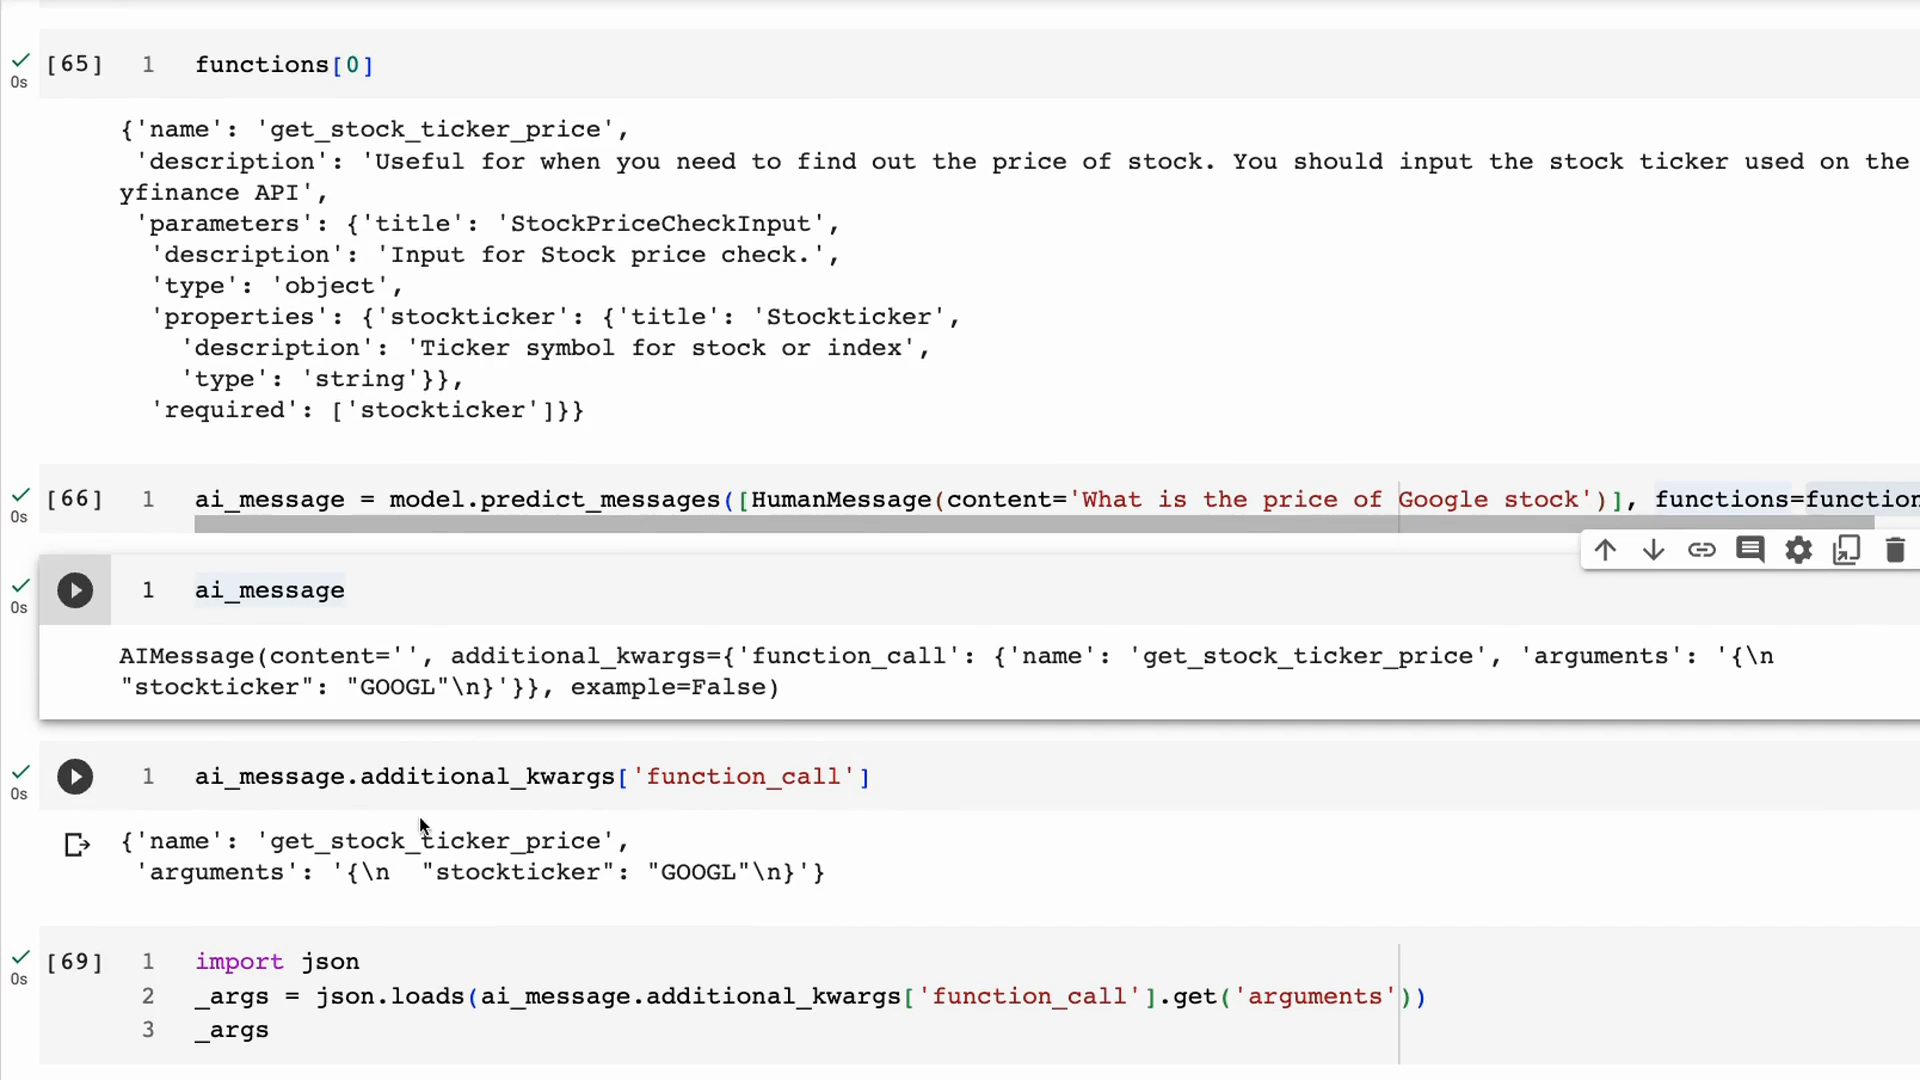 [65] 1 functions[0]
0s
{'name': 'get_stock_ticker_price',
'description': 'Useful for when you need to find out the price of stock. You should input the stock ticker used on the
yfinance API',
'parameters': {'title': 'StockPriceCheckInput',
'description': 'Input for Stock price check.',
'type': 'object',
'properties': {'stockticker': {'title': 'Stockticker',
'description': 'Ticker symbol for stock or index',
'type': 'string'}},
'required': ['stockticker']}}
[66] 1 ai_message = model.predict_messages([HumanMessage(content='What is the price of Google stock')], functions=function
0s
1 ai_message
0s
AIMessage(content='', additional_kwargs={'function_call': {'name': 'get_stock_ticker_price', 'arguments': '{\n
"stockticker": "GOOGL"\n}'}}, example=False)
1 ai_message.additional_kwargs['function_call']
0s
{'name': 'get_stock_ticker_price',
'arguments': '{\n  "stockticker": "GOOGL"\n}'}
[69] 1 import json
0s
2 _args = json.loads(ai_message.additional_kwargs['function_call'].get('arguments'))
3 _args